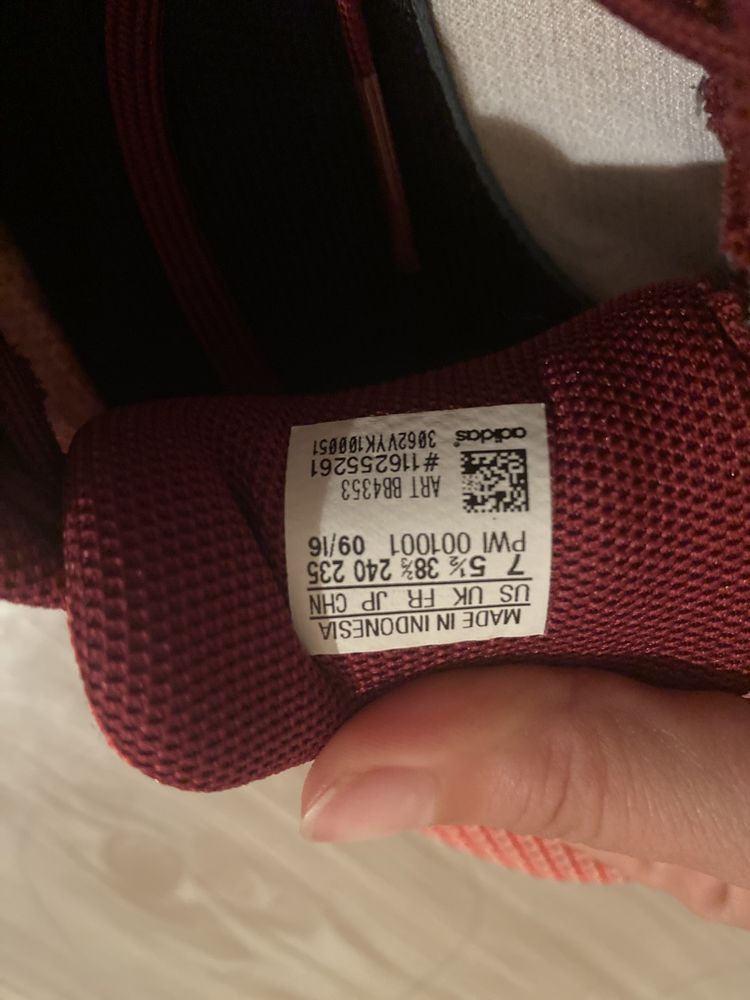 MADE IN INDONESIA
US UK FR JP CHN
7 5½ 38⅔ 240 235
PWI 001001 09/16
ART BB4353
#116255261
3062VYK100051
adidas